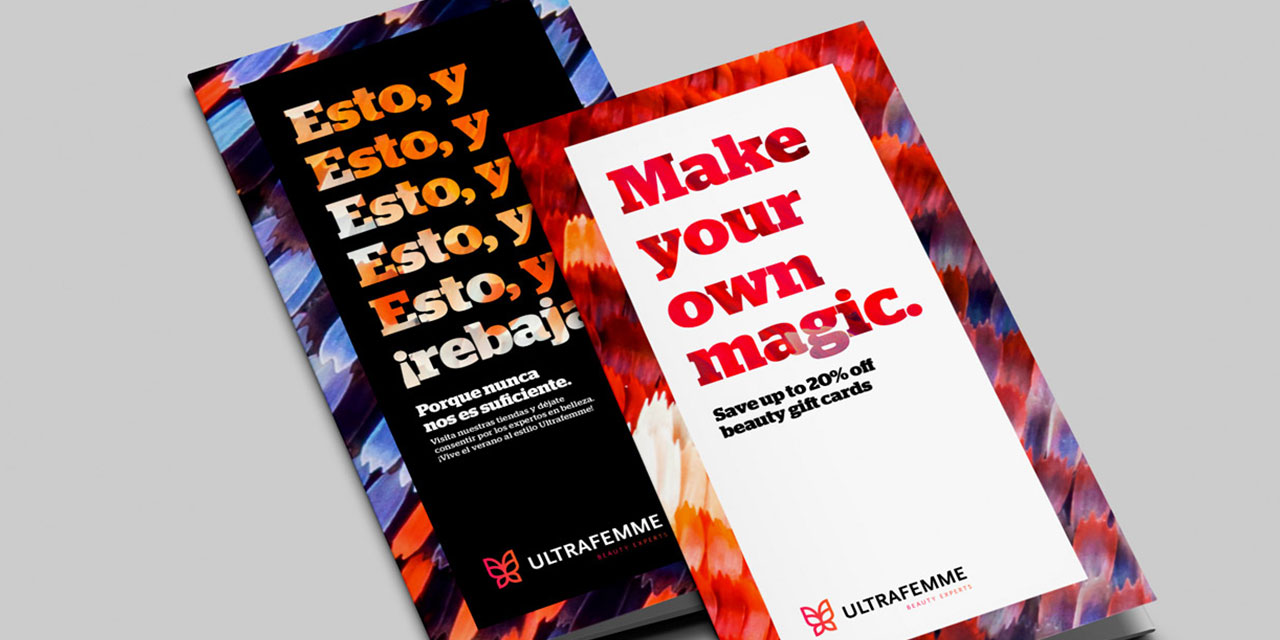 Esto, y
Esto, y
Esto, y
Esto, y
Esto, y
Porque nunca
nos es suficiente.
Visita nuestras tiendas y déjate
consentir por los expertos en belleza.
¡Vive el verano al estilo Ultrafemme!
ULTRAFEMME
BEAUTY EXPERTS
Make
your
own
magic.
Save up to 20% off
beauty gift cards
ULTRAFEMME
BEAUTY EXPERTS